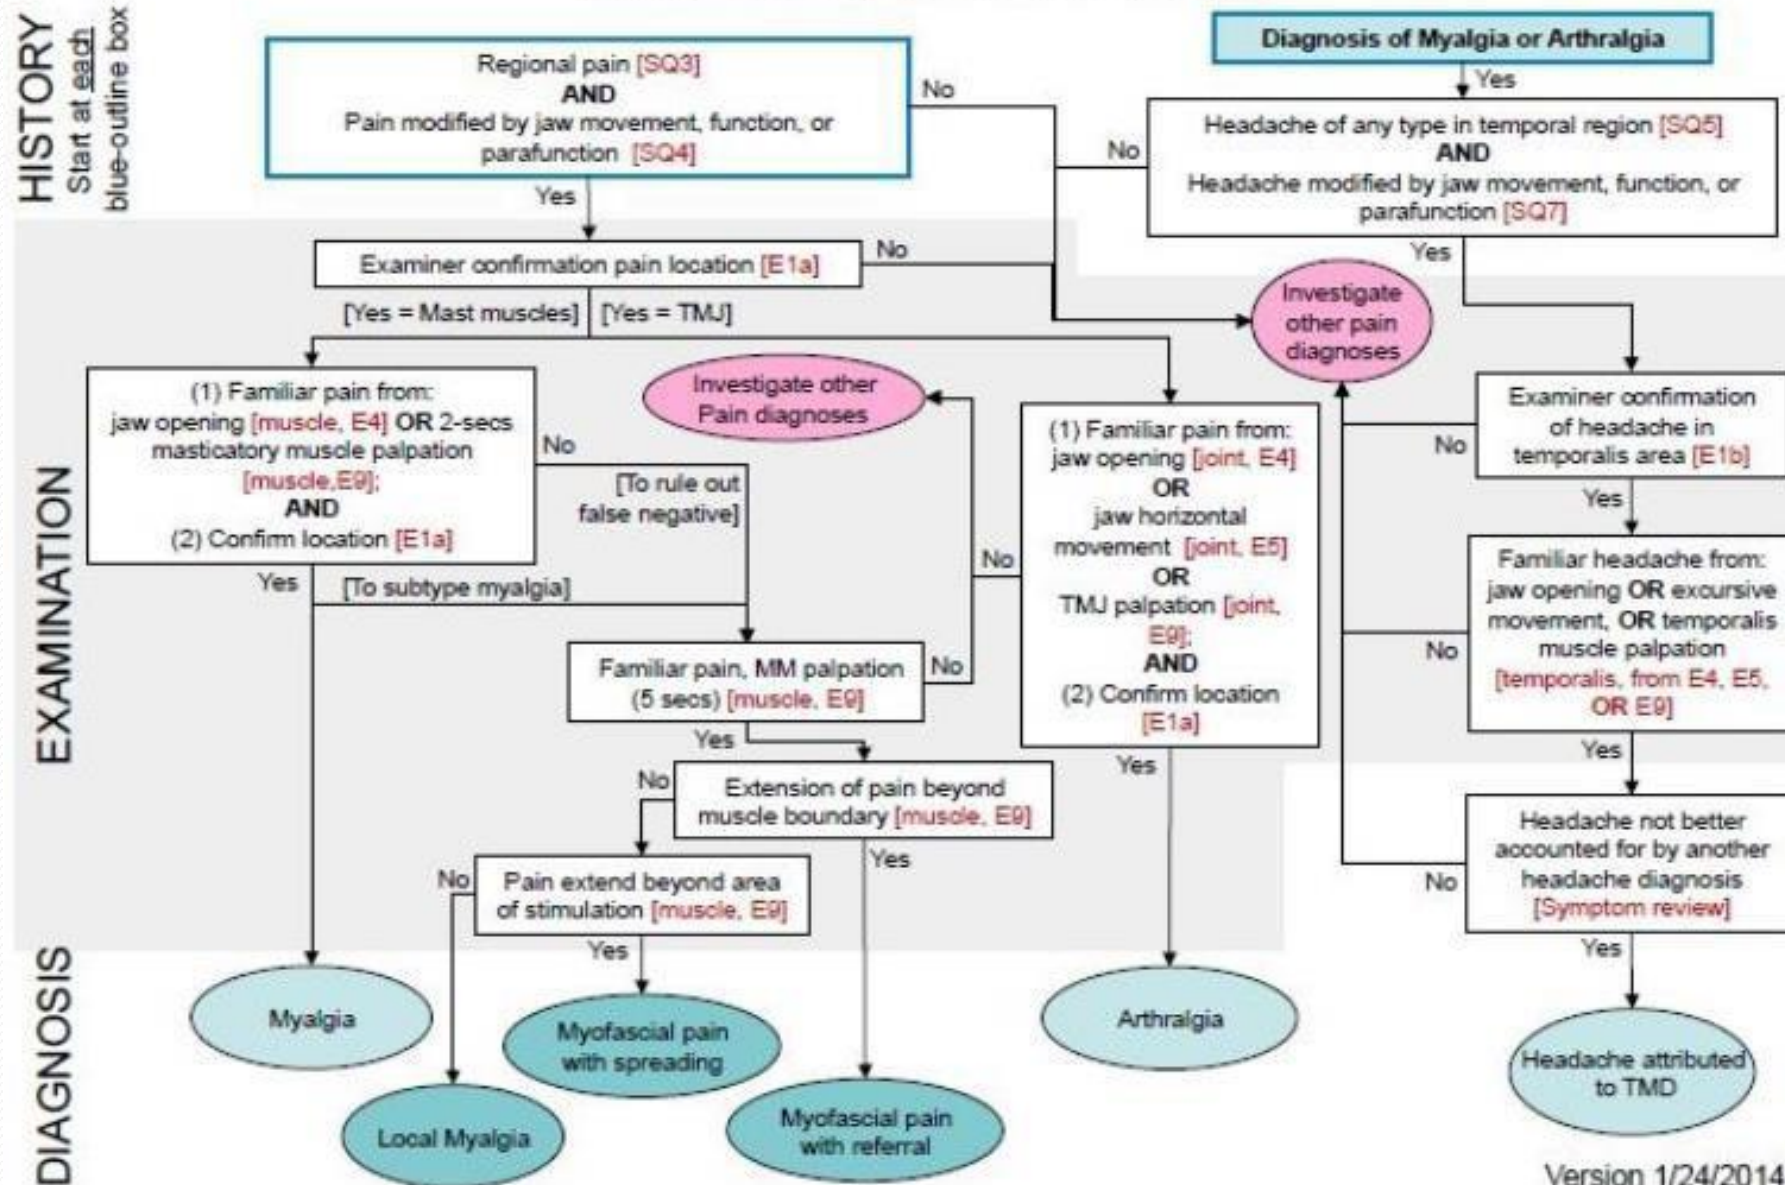 HISTORY
Start at each
blue-outline box
Regional pain [SQ3]
AND
Pain modified by jaw movement, function, or
parafunction [SQ4]
No
Yes
Diagnosis of Myalgia or Arthralgia
Yes
Headache of any type in temporal region [SQ5]
AND
Headache modified by jaw movement, function, or
parafunction [SQ7]
No
Yes
EXAMINATION
Examiner confirmation pain location [E1a]
No
[Yes = Mast muscles]
[Yes = TMJ]
Investigate
other pain
diagnoses
(1) Familiar pain from:
jaw opening [muscle, E4] OR 2-secs
masticatory muscle palpation
[muscle,E9];
AND
(2) Confirm location [E1a]
No
[To rule out
false negative]
Yes
[To subtype myalgia]
Investigate other
Pain diagnoses
(1) Familiar pain from:
jaw opening [joint, E4]
OR
jaw horizontal
movement [joint, E5]
OR
TMJ palpation [joint,
E9];
AND
(2) Confirm location
[E1a]
No
Yes
Examiner confirmation
of headache in
temporalis area [E1b]
No
Yes
Familiar headache from:
jaw opening OR excursive
movement, OR temporalis
muscle palpation
[temporalis, from E4, E5,
OR E9]
No
Yes
Familiar pain, MM palpation
(5 secs) [muscle, E9]
No
Yes
Extension of pain beyond
muscle boundary [muscle, E9]
No
Yes
Pain extend beyond area
of stimulation [muscle, E9]
No
Yes
Headache not better
accounted for by another
headache diagnosis
[Symptom review]
No
Yes
DIAGNOSIS
Myalgia
Myofascial pain
with spreading
Local Myalgia
Myofascial pain
with referral
Arthralgia
Headache attributed
to TMD
Version 1/24/2014